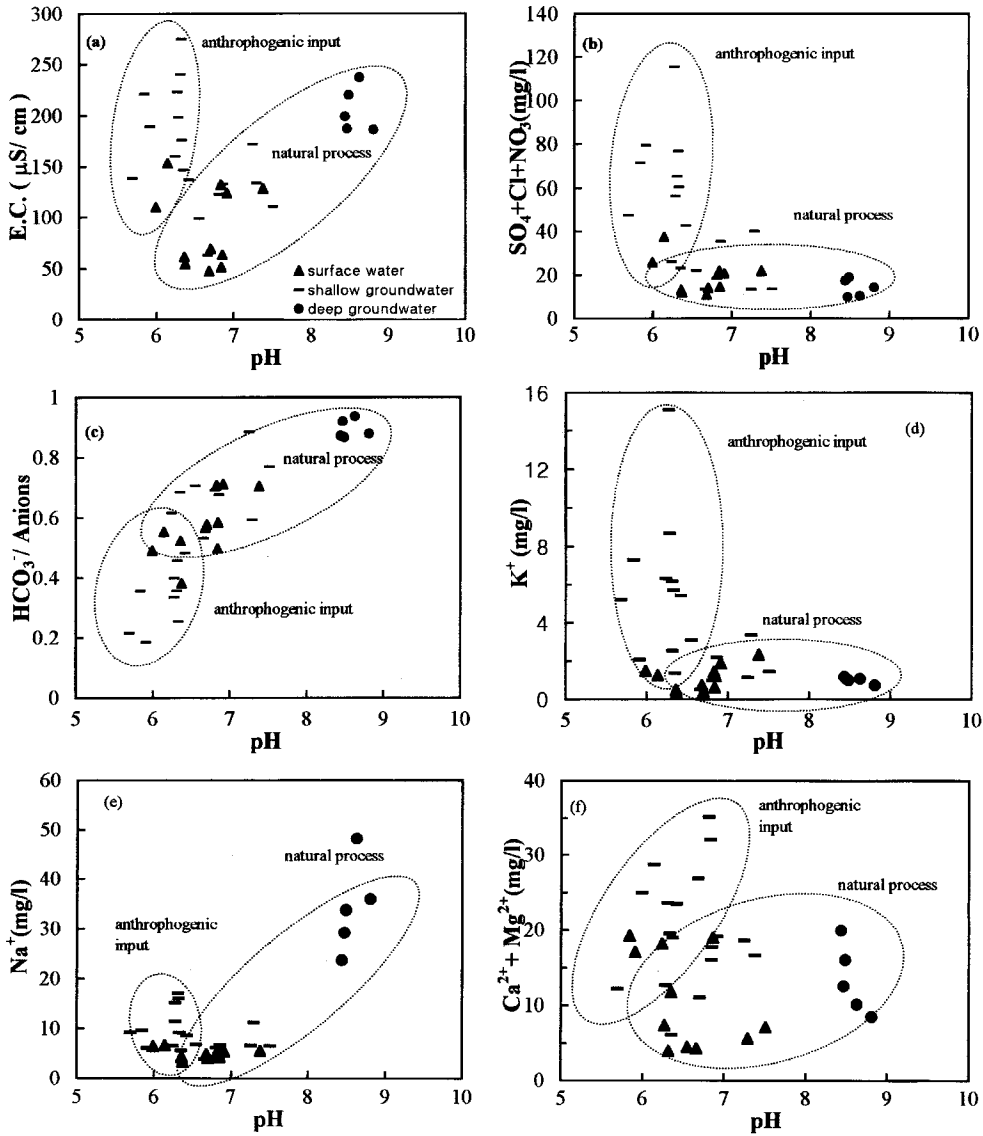 300
250
200
150
100
50
0
E.C. ( μS/ cm)
(a)
anthrophogenic input
natural process
surface water
shallow groundwater
deep groundwater
5 6 7 8 9 10
pH
140
120
100
80
60
40
20
0
SO4+Cl+NO3(mg/l)
(b)
anthrophogenic input
natural process
5 6 7 8 9 10
pH
1
0.8
0.6
0.4
0.2
0
HCO3-/ Anions
(c)
natural process
anthrophogenic input
5 6 7 8 9 10
pH
16
12
8
4
0
K+ (mg/l)
(d)
anthrophogenic input
natural process
5 6 7 8 9 10
pH
60
50
40
30
20
10
0
Na+(mg/l)
(e)
natural process
anthrophogenic
input
5 6 7 8 9 10
pH
40
30
20
10
0
Ca2++ Mg2+(mg/l)
(f)
anthrophogenic
input
natural process
5 6 7 8 9 10
pH